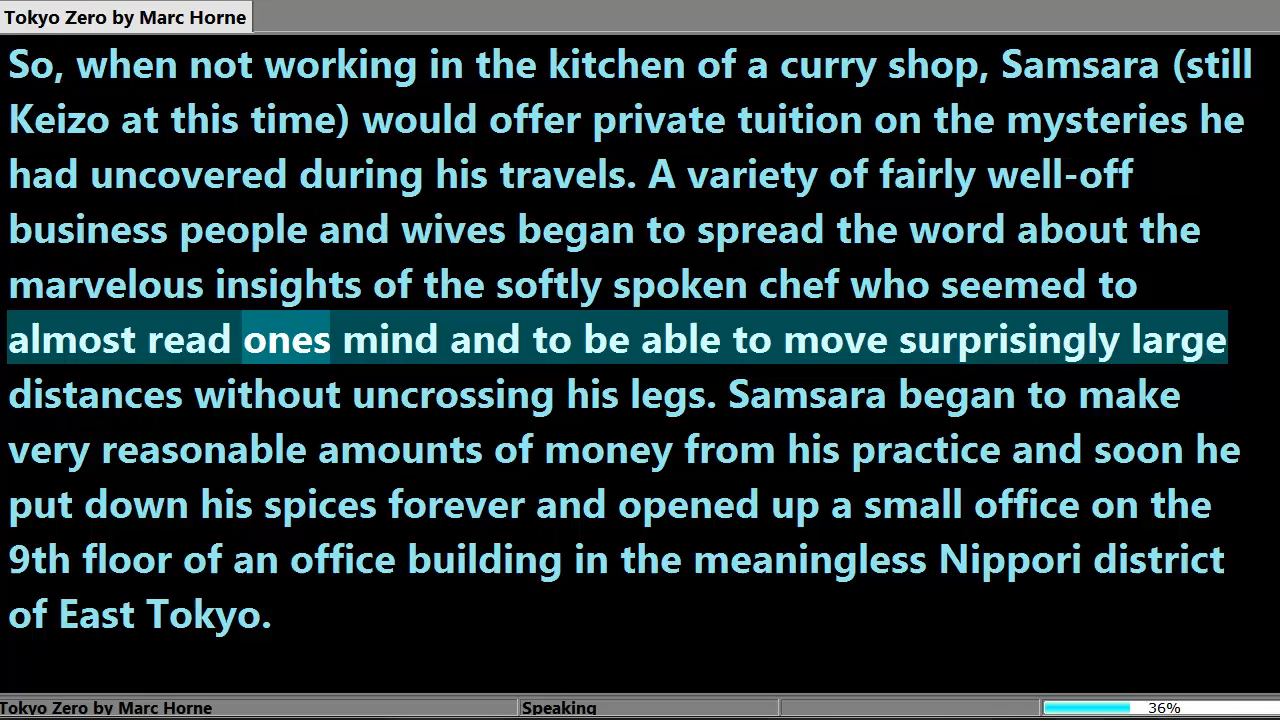 Tokyo Zero by Marc Horne
So, when not working in the kitchen of a curry shop, Samsara (still
Keizo at this time) would offer private tuition on the mysteries he
had uncovered during his travels. A variety of fairly well-off
business people and wives began to spread the word about the
marvelous insights of the softly spoken chef who seemed to
almost read ones mind and to be able to move surprisingly large
distances without uncrossing his legs. Samsara began to make
very reasonable amounts of money from his practice and soon he
put down his spices forever and opened up a small office on the
9th floor of an office building in the meaningless Nippori district
of East Tokyo.
Tokyo Zero by Marc Horne Speaking 36%